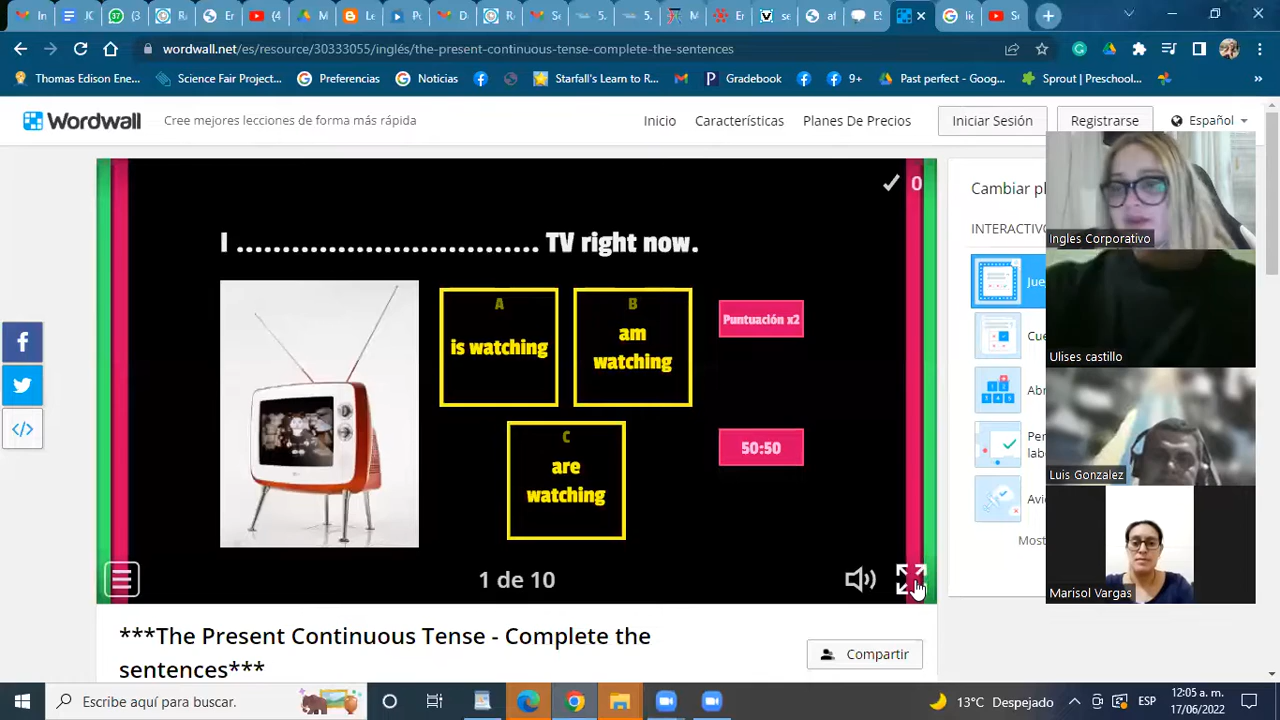 wordwall.net/es/resource/30333055/inglés/the-present-continuous-tense-complete-the-sentences
Thomas Edison Ene...
Science Fair Project...
Preferencias
Noticias
Starfall's Learn to R...
Gradebook
9+
Past perfect - Goog...
Sprout | Preschool...
»
Wordwall
Cree mejores lecciones de forma más rápida
Inicio
Características
Planes De Precios
Iniciar Sesión
Registrarse
Español
✓ 0
I ................................. TV right now.
A
is watching
B
am
watching
C
are
watching
Puntuación x2
50:50
1 de 10
Cambiar
INTERACTIVO
Ingles Corporativo
Ulises castillo
Luis Gonzalez
Marisol Vargas
***The Present Continuous Tense - Complete the
sentences***
Compartir
Escribe aquí para buscar.
13°C Despejado
ESP
12:05 a. m.
17/06/2022